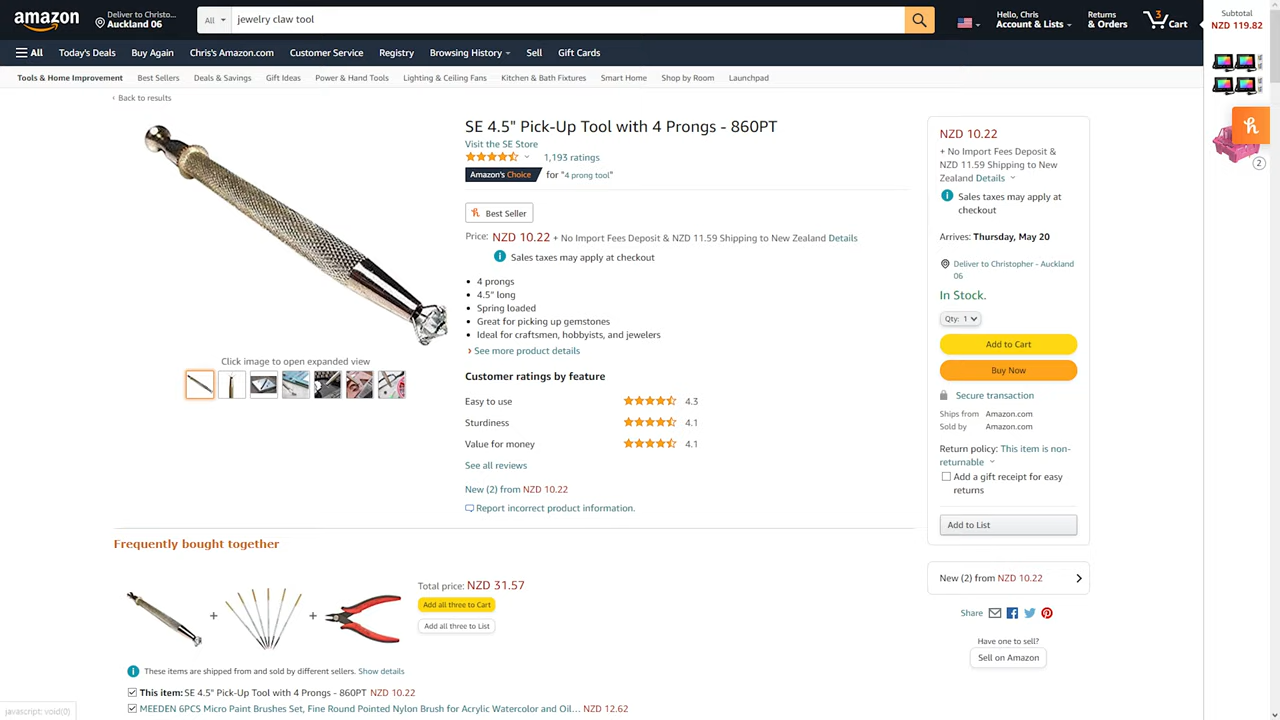 amazon
Deliver to Christo...
Auckland 06
All
jewelry claw tool
Hello, Chris
Account & Lists
Returns
& Orders
3
Cart
Subtotal
NZD 119.82
All
Today's Deals
Buy Again
Chris's Amazon.com
Customer Service
Registry
Browsing History
Sell
Gift Cards
Tools & Home Improvement
Best Sellers
Deals & Savings
Gift Ideas
Power & Hand Tools
Lighting & Ceiling Fans
Kitchen & Bath Fixtures
Smart Home
Shop by Room
Launchpad
‹ Back to results
SE 4.5" Pick-Up Tool with 4 Prongs - 860PT
Visit the SE Store
1,193 ratings
Amazon's Choice for "4 prong tool"
h Best Seller
Price: NZD 10.22 + No Import Fees Deposit & NZD 11.59 Shipping to New Zealand Details
i Sales taxes may apply at checkout
• 4 prongs
• 4.5" long
• Spring loaded
• Great for picking up gemstones
• Ideal for craftsmen, hobbyists, and jewelers
› See more product details
Click image to open expanded view
Customer ratings by feature
Easy to use 4.3
Sturdiness 4.1
Value for money 4.1
See all reviews
New (2) from NZD 10.22
Report incorrect product information.
NZD 10.22
+ No Import Fees Deposit &
NZD 11.59 Shipping to New
Zealand Details
i Sales taxes may apply at
checkout
Arrives: Thursday, May 20
Deliver to Christopher - Auckland
06
In Stock.
Qty: 1
Add to Cart
Buy Now
Secure transaction
Ships from Amazon.com
Sold by Amazon.com
Return policy: This item is non-
returnable
Add a gift receipt for easy
returns
Add to List
New (2) from NZD 10.22
Share
Have one to sell?
Sell on Amazon
h
2
Frequently bought together
+
+
Total price: NZD 31.57
Add all three to Cart
Add all three to List
i These items are shipped from and sold by different sellers. Show details
This item: SE 4.5" Pick-Up Tool with 4 Prongs - 860PT NZD 10.22
MEEDEN 6PCS Micro Paint Brushes Set, Fine Round Pointed Nylon Brush for Acrylic Watercolor and Oil... NZD 12.62
javascript: void(0)